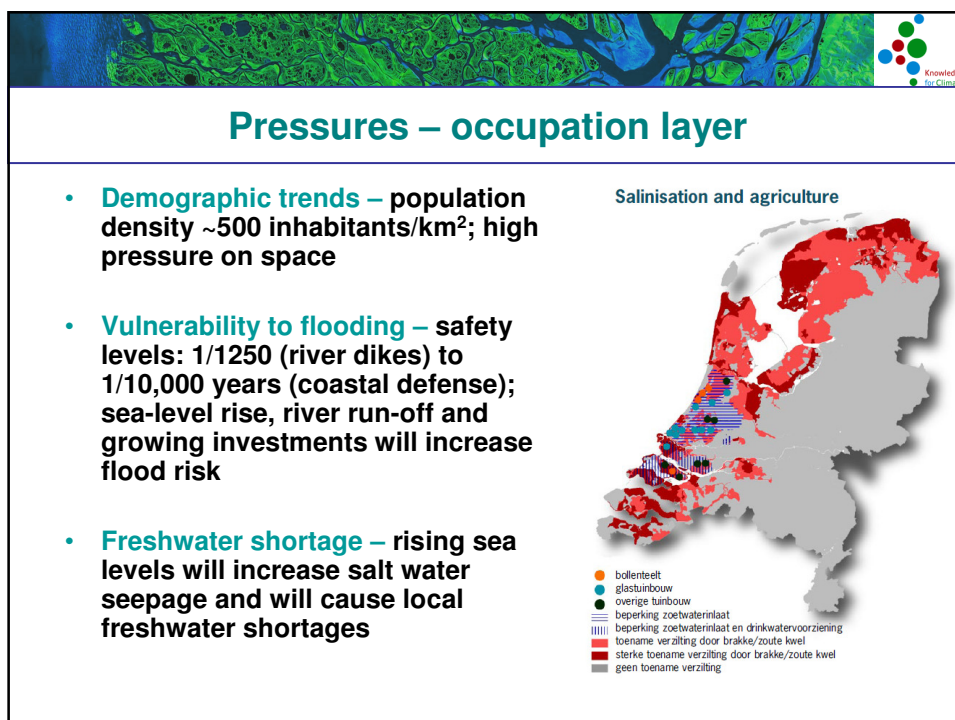 Knowled
for Clima
Pressures – occupation layer
• Demographic trends – population
density ~500 inhabitants/km²; high
pressure on space
• Vulnerability to flooding – safety
levels: 1/1250 (river dikes) to
1/10,000 years (coastal defense);
sea-level rise, river run-off and
growing investments will increase
flood risk
• Freshwater shortage – rising sea
levels will increase salt water
seepage and will cause local
freshwater shortages
Salinisation and agriculture
bollenteelt
glastuinbouw
overige tuinbouw
beperking zoetwaterinlaat
beperking zoetwaterinlaat en drinkwatervoorziening
toename verzilting door brakke/zoute kwel
sterke toename verzilting door brakke/zoute kwel
geen toename verzilting